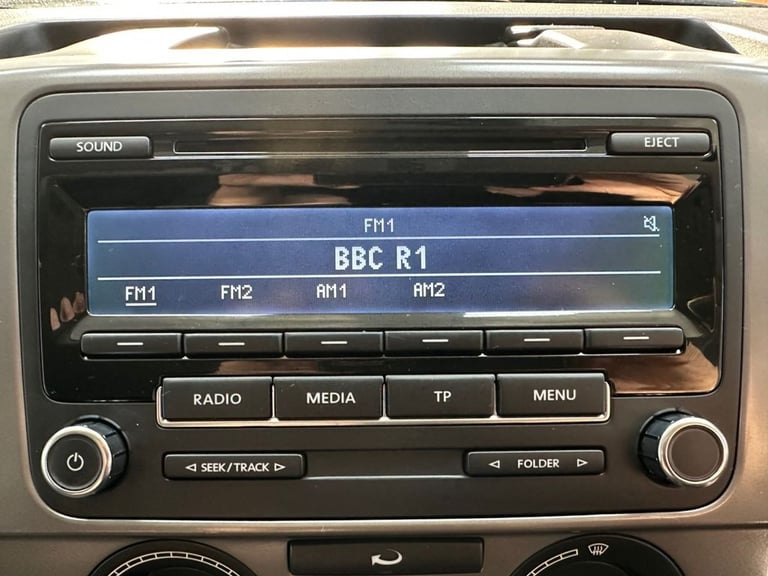 SOUND EJECT
FM1
BBC R1
FM1 FM2 AM1 AM2
RADIO MEDIA TP MENU
SEEK/TRACK FOLDER